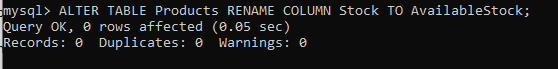 mysql> ALTER TABLE Products RENAME COLUMN Stock TO AvailableStock;
Query OK, 0 rows affected (0.05 sec)
Records: 0  Duplicates: 0  Warnings: 0